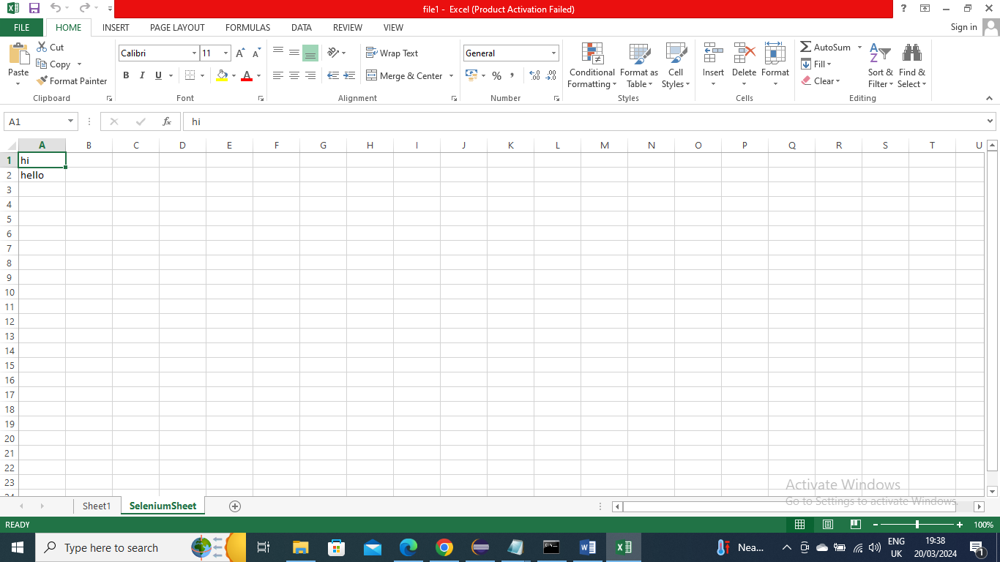 file1 - Excel (Product Activation Failed)
?
FILE HOME INSERT PAGE LAYOUT FORMULAS DATA REVIEW VIEW Sign in
Paste
Cut
Copy
Format Painter
Clipboard
Calibri 11 A A
B I U A
Font
Wrap Text
Merge & Center
Alignment
General
% , .00 .00
Number
Conditional Formatting
Format as Table
Cell Styles
Styles
Insert Delete Format
Cells
AutoSum
Fill
Clear
Sort & Filter
Find & Select
Editing
A1 fx hi
A B C D E F G H I J K L M N O P Q R S T U
1 hi
2 hello
3
4
5
6
7
8
9
10
11
12
13
14
15
16
17
18
19
20
21
22
23
Activate Windows
Go to Settings to activate Windows.
Sheet1 SeleniumSheet
READY 100%
Type here to search
Nea...
ENG
UK
19:38
20/03/2024
1